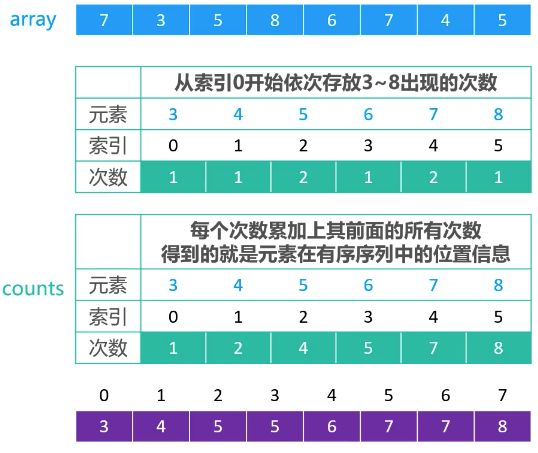 array 7 3 5 8 6 7 4 5
从索引0开始依次存放3~8出现的次数
元素 3 4 5 6 7 8
索引 0 1 2 3 4 5
次数 1 1 2 1 2 1
每个次数累加上其前面的所有次数
得到的就是元素在有序序列中的位置信息
counts
元素 3 4 5 6 7 8
索引 0 1 2 3 4 5
次数 1 2 4 5 7 8
0 1 2 3 4 5 6 7
3 4 5 5 6 7 7 8